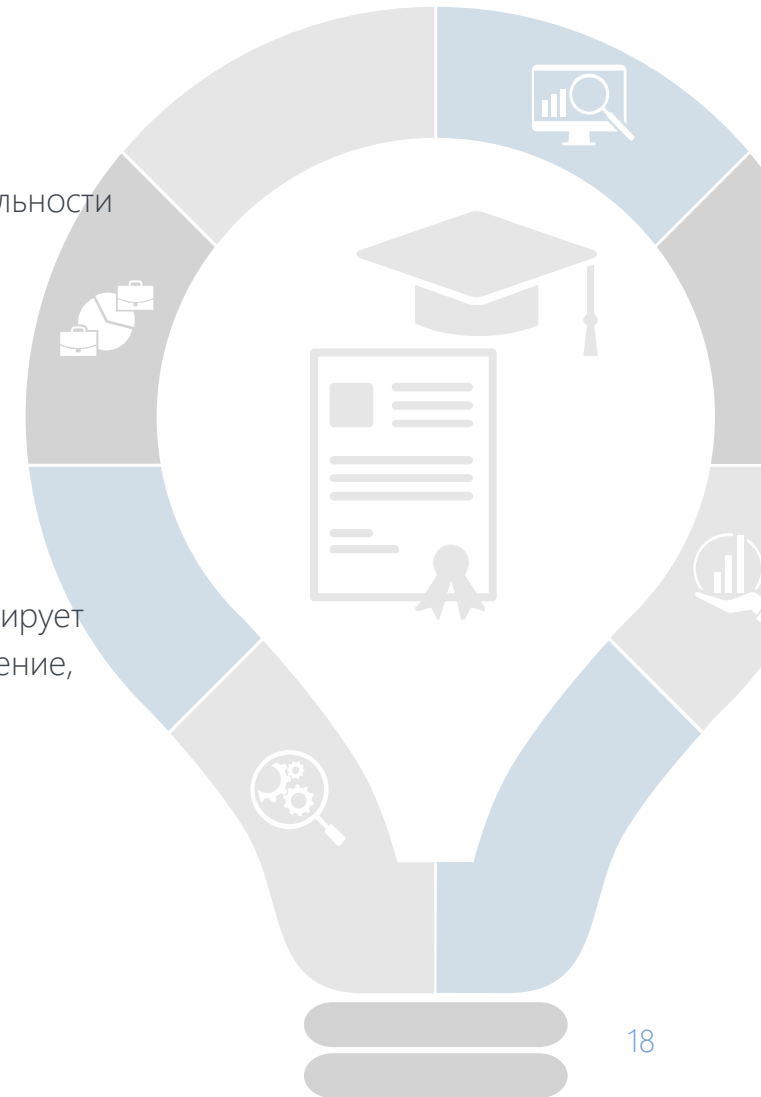 льности
ирует
ение,
18